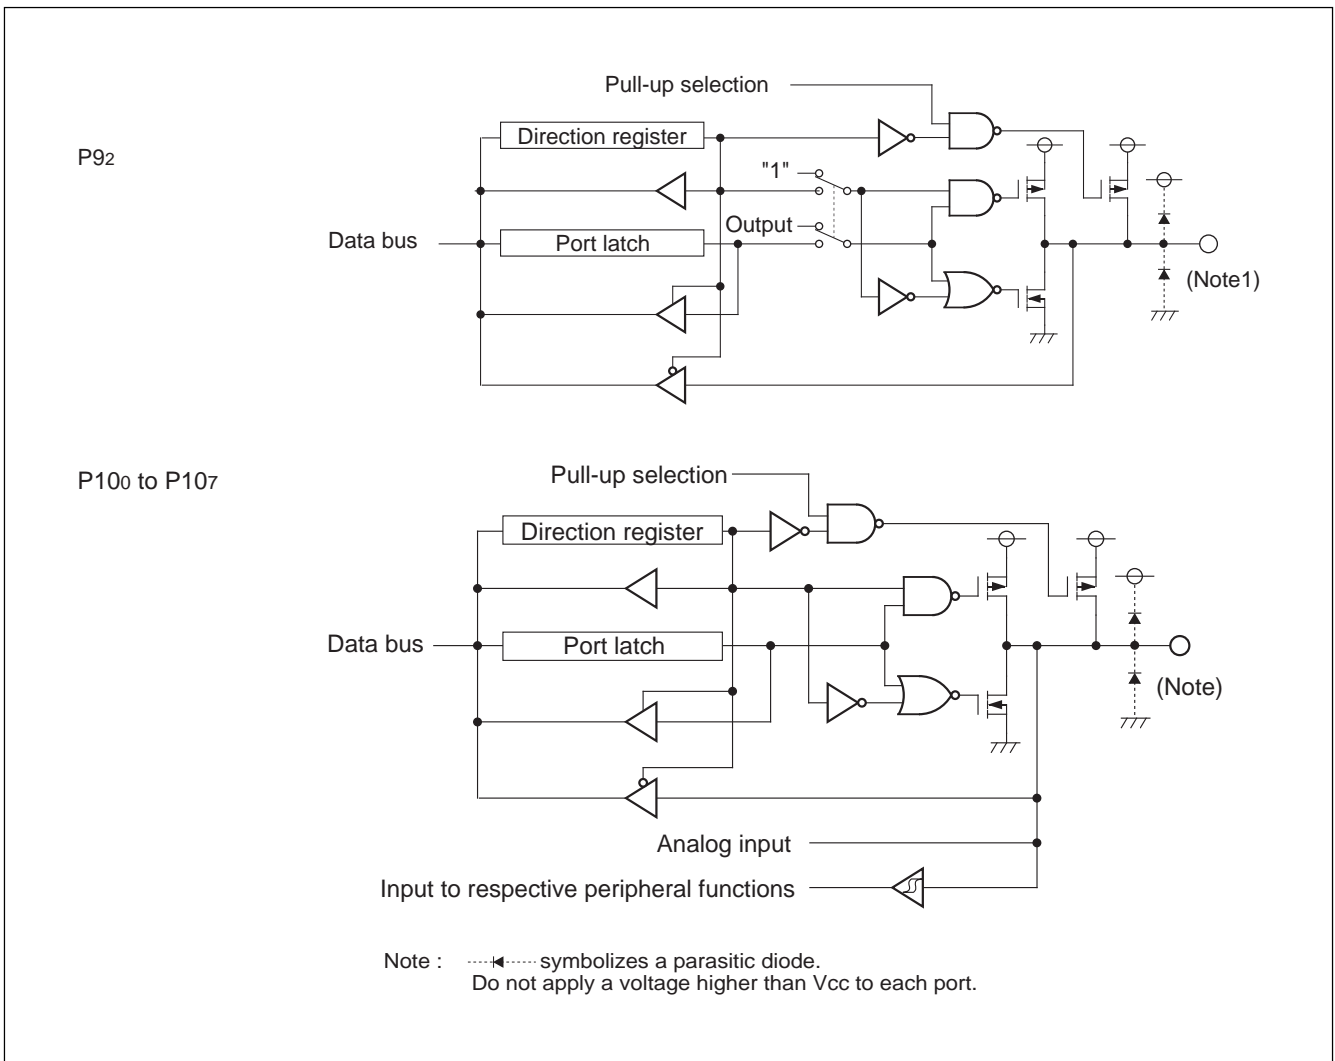 Pull-up selection
P92
Direction register
"1"
Output
Data bus
Port latch
(Note1)
P100 to P107
Pull-up selection
Direction register
Data bus
Port latch
(Note)
Analog input
Input to respective peripheral functions
Note : symbolizes a parasitic diode.
Do not apply a voltage higher than Vcc to each port.